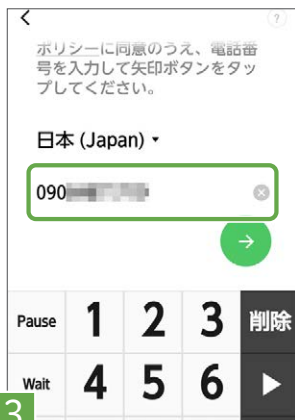 ?
ポリシーに同意のうえ、電話番
号を入力して矢印ボタンをタッ
プしてください。
日本 (Japan)
090
Pause 1 2 3 削除
Wait 4 5 6
3